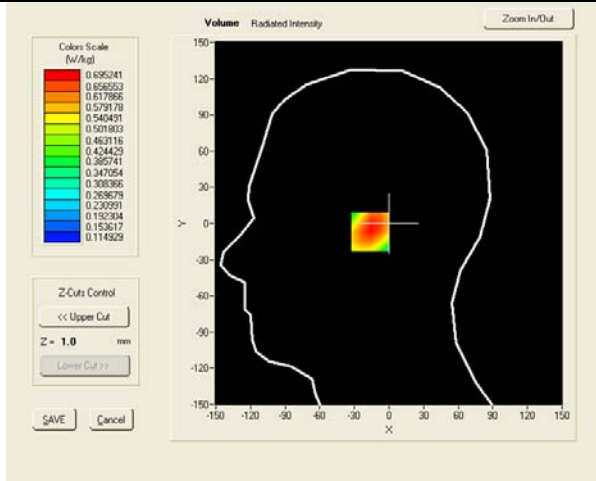 Volume Radiated Intensity
Zoom In/Out
Colors Scale
(W/kg)
0.695241
0.656553
0.617866
0.579178
0.540491
0.501803
0.463116
0.424429
0.385741
0.347054
0.308366
0.269679
0.230991
0.192304
0.153617
0.114929
Z-Cuts Control
<< Upper Cut
Z = 1.0 mm
Lower Cut >>
SAVE Cancel
150
120
90
60
30
0
-30
-60
-90
-120
-150
Y
-150 -120 -90 -60 -30 0 30 60 90 120 150
X